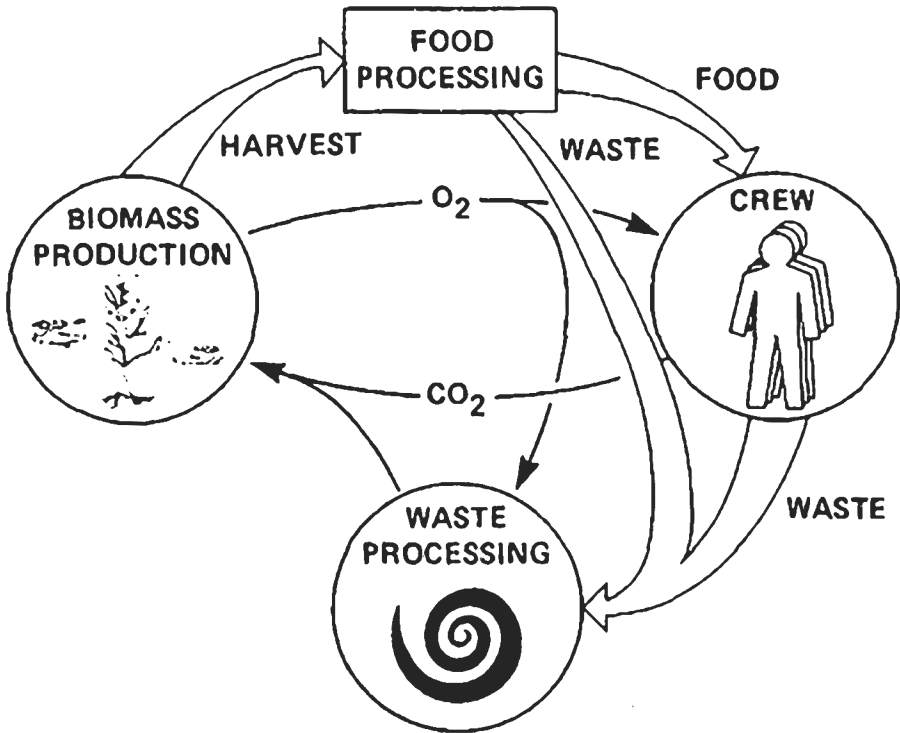 FOOD
PROCESSING
FOOD
HARVEST
WASTE
O₂
CREW
BIOMASS
PRODUCTION
CO₂
WASTE
WASTE
PROCESSING